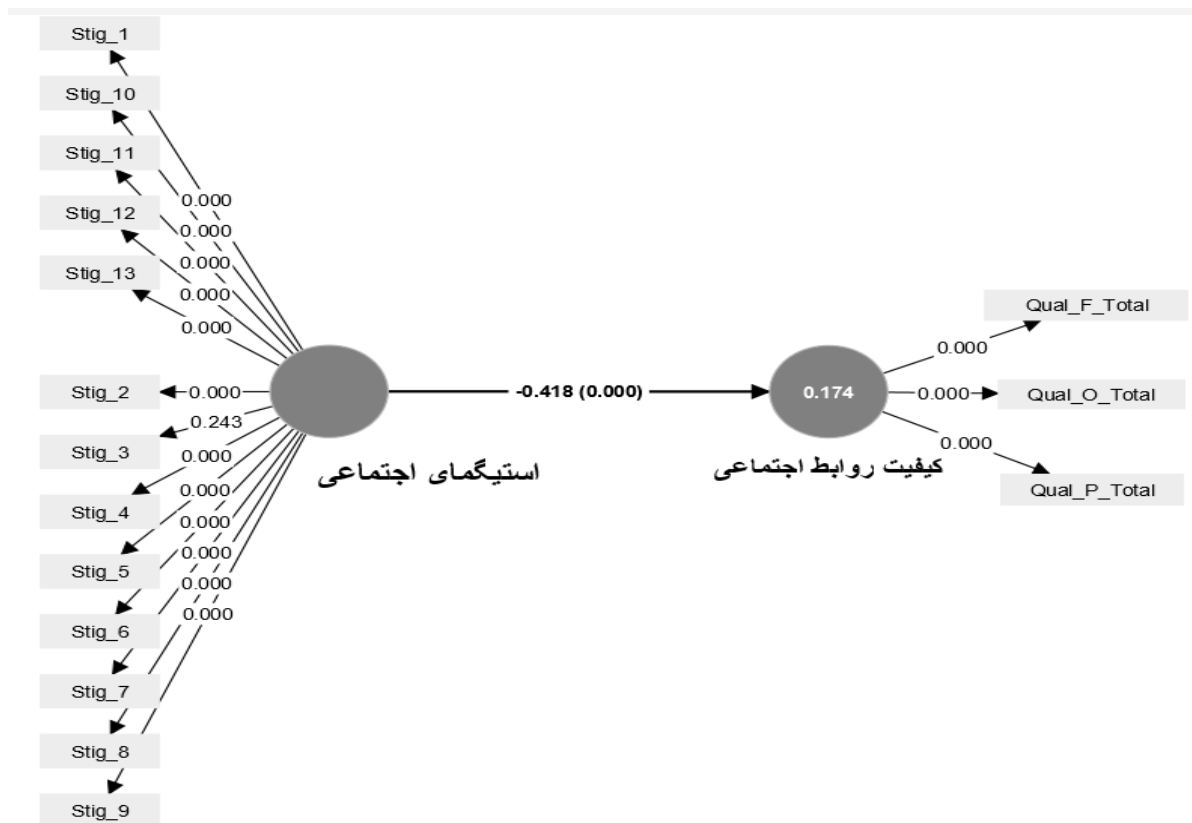 Stig_1
Stig_10
Stig_11
Stig_12
Stig_13
Stig_2
Stig_3
Stig_4
Stig_5
Stig_6
Stig_7
Stig_8
Stig_9
0.000
0.000
0.000
0.000
0.000
0.000
0.243
0.000
0.000
0.000
0.000
0.000
0.000
استیگمای اجتماعی
-0.418 (0.000)
0.174
کیفیت روابط اجتماعی
0.000
0.000
0.000
Qual_F_Total
Qual_O_Total
Qual_P_Total